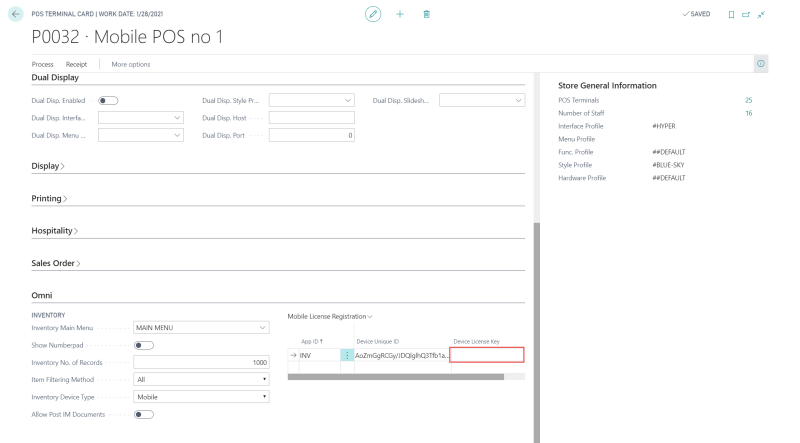 POS TERMINAL CARD | WORK DATE: 1/28/2021
SAVED
P0032 · Mobile POS no 1
Process Receipt More options
Dual Display
Dual Disp. Enabled Dual Disp. Style Pr... Dual Disp. Slidesh...
Dual Disp. Interfa... Dual Disp. Host
Dual Disp. Menu ... Dual Disp. Port 0
Display
Printing
Hospitality
Sales Order
Omni
INVENTORY
Inventory Main Menu MAIN MENU
Show Numberpad
Inventory No. of Records 1000
Item Filtering Method All
Inventory Device Type Mobile
Allow Post IM Documents
Mobile License Registration
App ID ↑ Device Unique ID Device License Key
→ INV
Store General Information
POS Terminals 25
Number of Staff 16
Interface Profile #HYPER
Menu Profile
Func. Profile ##DEFAULT
Style Profile #BLUE-SKY
Hardware Profile ##DEFAULT